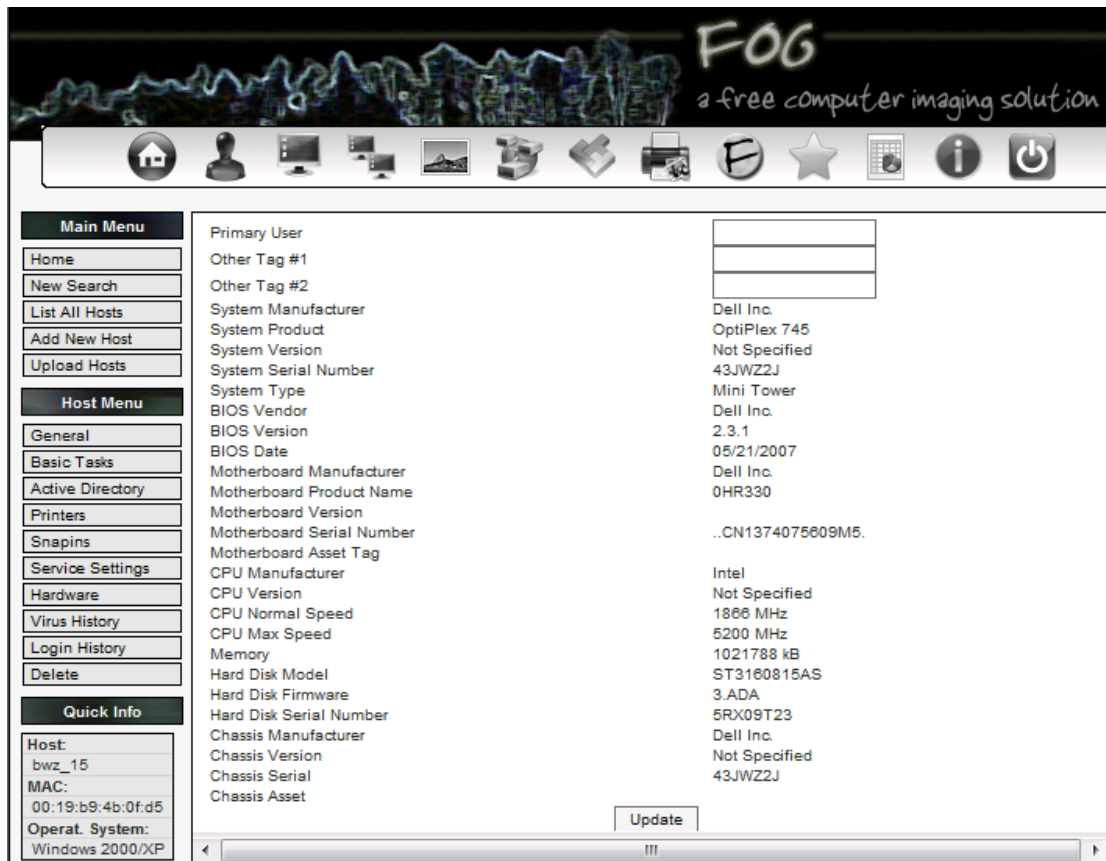 FOG
a free computer imaging solution
Main Menu
Home
New Search
List All Hosts
Add New Host
Upload Hosts
Host Menu
General
Basic Tasks
Active Directory
Printers
Snapins
Service Settings
Hardware
Virus History
Login History
Delete
Quick Info
Host:
bwz_15
MAC:
00:19:b9:4b:0f:d5
Operat. System:
Windows 2000/XP
Primary User
Other Tag #1
Other Tag #2
System Manufacturer Dell Inc.
System Product OptiPlex 745
System Version Not Specified
System Serial Number 43JWZ2J
System Type Mini Tower
BIOS Vendor Dell Inc.
BIOS Version 2.3.1
BIOS Date 05/21/2007
Motherboard Manufacturer Dell Inc.
Motherboard Product Name 0HR330
Motherboard Version
Motherboard Serial Number ..CN1374075609M5.
Motherboard Asset Tag
CPU Manufacturer Intel
CPU Version Not Specified
CPU Normal Speed 1866 MHz
CPU Max Speed 5200 MHz
Memory 1021788 kB
Hard Disk Model ST3160815AS
Hard Disk Firmware 3.ADA
Hard Disk Serial Number 5RX09T23
Chassis Manufacturer Dell Inc.
Chassis Version Not Specified
Chassis Serial 43JWZ2J
Chassis Asset
Update